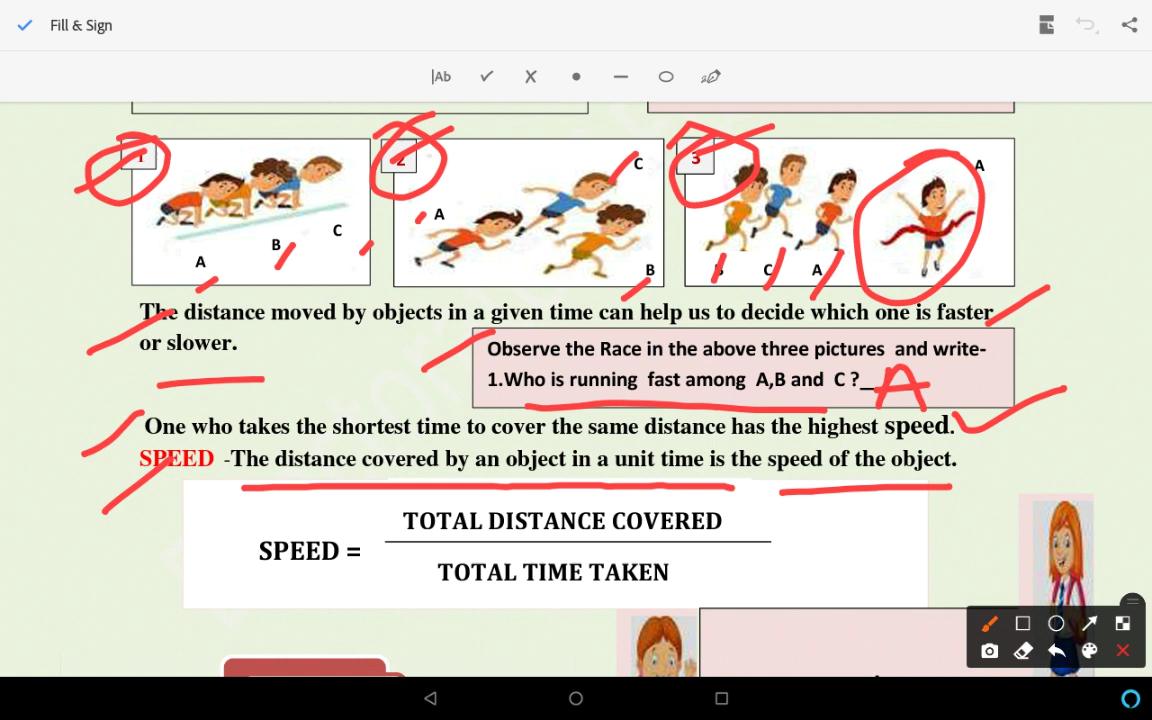 Fill & Sign
Ab
1
2
3
A
B
C
A
C
B
B
C
A
A
The distance moved by objects in a given time can help us to decide which one is faster
or slower.
Observe the Race in the above three pictures and write-
1.Who is running fast among A,B and C ?_ A
One who takes the shortest time to cover the same distance has the highest speed.
SPEED -The distance covered by an object in a unit time is the speed of the object.
SPEED =
TOTAL DISTANCE COVERED
TOTAL TIME TAKEN